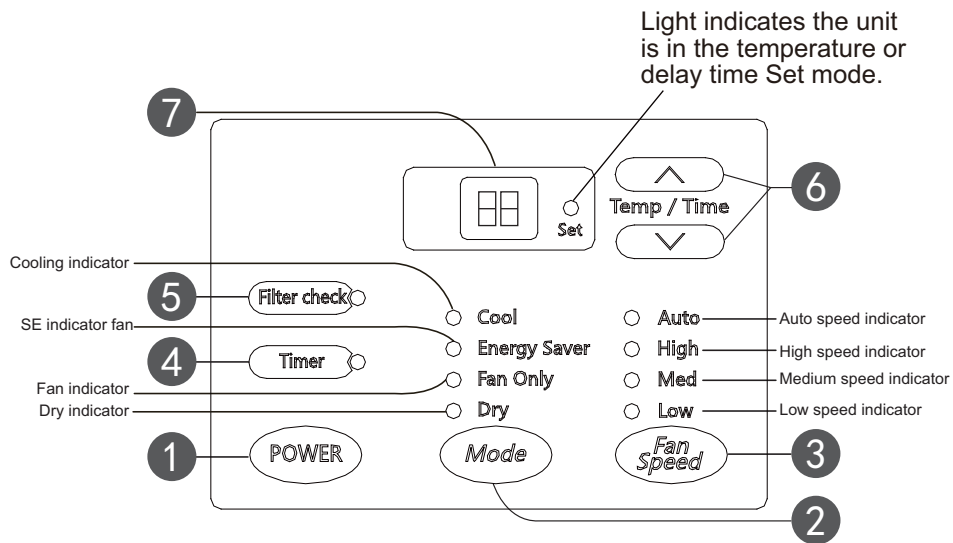 Light indicates the unit
is in the temperature or
delay time Set mode.
7
6
Temp / Time
Set
Cooling indicator
5
Filter check
Cool
Auto
Auto speed indicator
SE indicator fan
Energy Saver
High
High speed indicator
4
Timer
Fan Only
Med
Medium speed indicator
Fan indicator
Dry indicator
Dry
Low
Low speed indicator
1
POWER
Mode
Fan
Speed
3
2